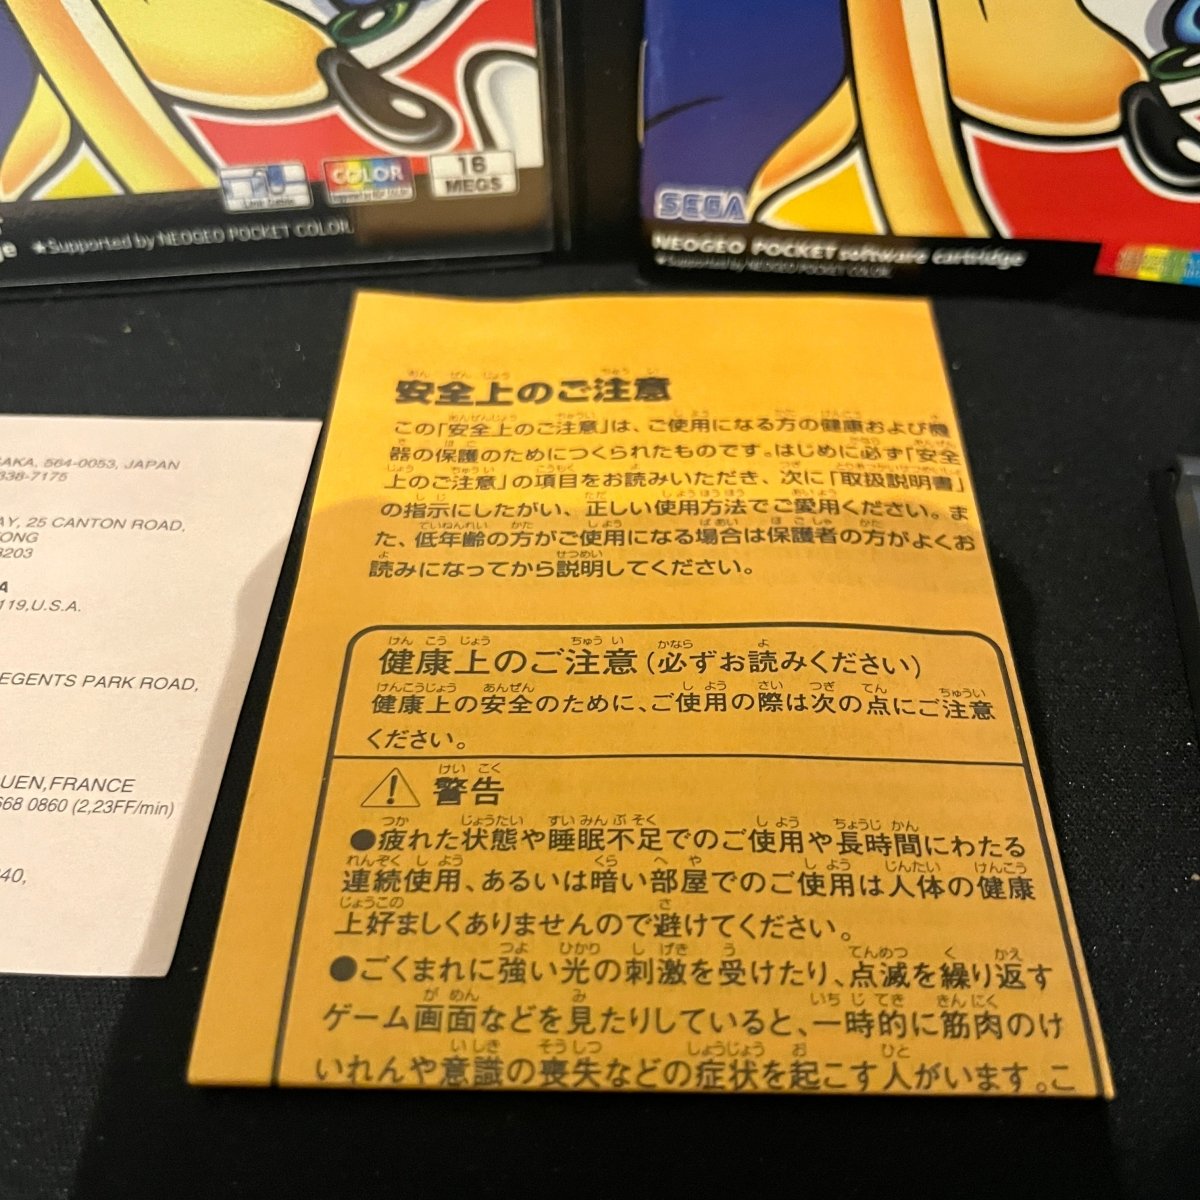 16
MEGS
COLOR
★Supported by NEOGEO POCKET COLOR.
SEGA
NEOGEO POCKET software cartridge
★Supported by NEOGEO POCKET COLOR
564-0053, JAPAN
338-7175
25 CANTON ROAD,
119,U.S.A.
PARK ROAD,
FRANCE
668 0860 (2,23FF/min)
安全上のご注意
この「安全上のご注意」は、ご使用になる方の健康および機
器の保護のためにつくられたものです。はじめに必ず「安全
上のご注意」の項目をお読みいただき、次に「取扱説明書」
の指示にしたがい、正しい使用方法でご愛用ください。ま
た、低年齢の方がご使用になる場合は保護者の方がよくお
読みになってから説明してください。
健康上のご注意(必ずお読みください)
健康上の安全のために、ご使用の際は次の点にご注意
ください。
警告
●疲れた状態や睡眠不足でのご使用や長時間にわたる
連続使用、あるいは暗い部屋でのご使用は人体の健康
上好ましくありませんので避けてください。
●ごくまれに強い光の刺激を受けたり、点滅を繰り返す
ゲーム画面などを見たりしていると、一時的に筋肉のけ
いれんや意識の喪失などの症状を起こす人がいます。こ